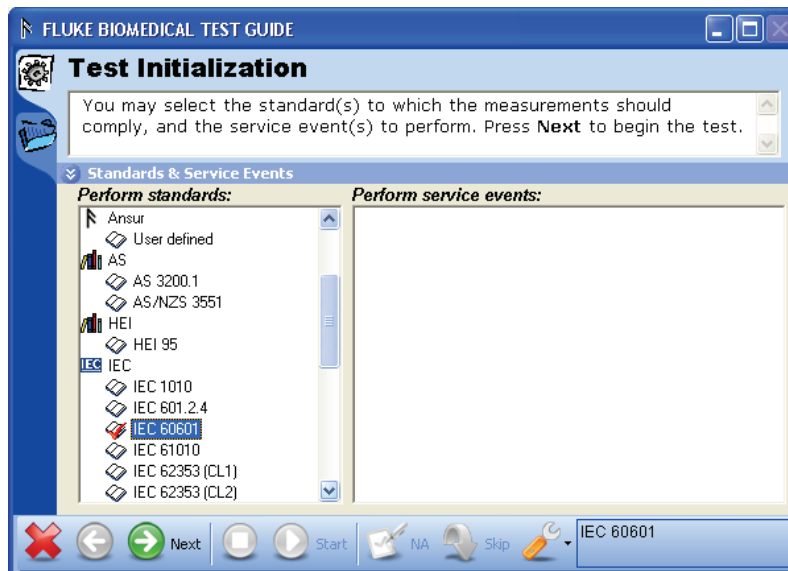 FLUKE BIOMEDICAL TEST GUIDE
Test Initialization
You may select the standard(s) to which the measurements should
comply, and the service event(s) to perform. Press Next to begin the test.
Standards & Service Events
Perform standards:
Perform service events:
Ansur
User defined
AS
AS 3200.1
AS/NZS 3551
HEI
HEI 95
IEC IEC
IEC 1010
IEC 601.2.4
IEC 60601
IEC 61010
IEC 62353 (CL1)
IEC 62353 (CL2)
Next
Start
NA
Skip
IEC 60601